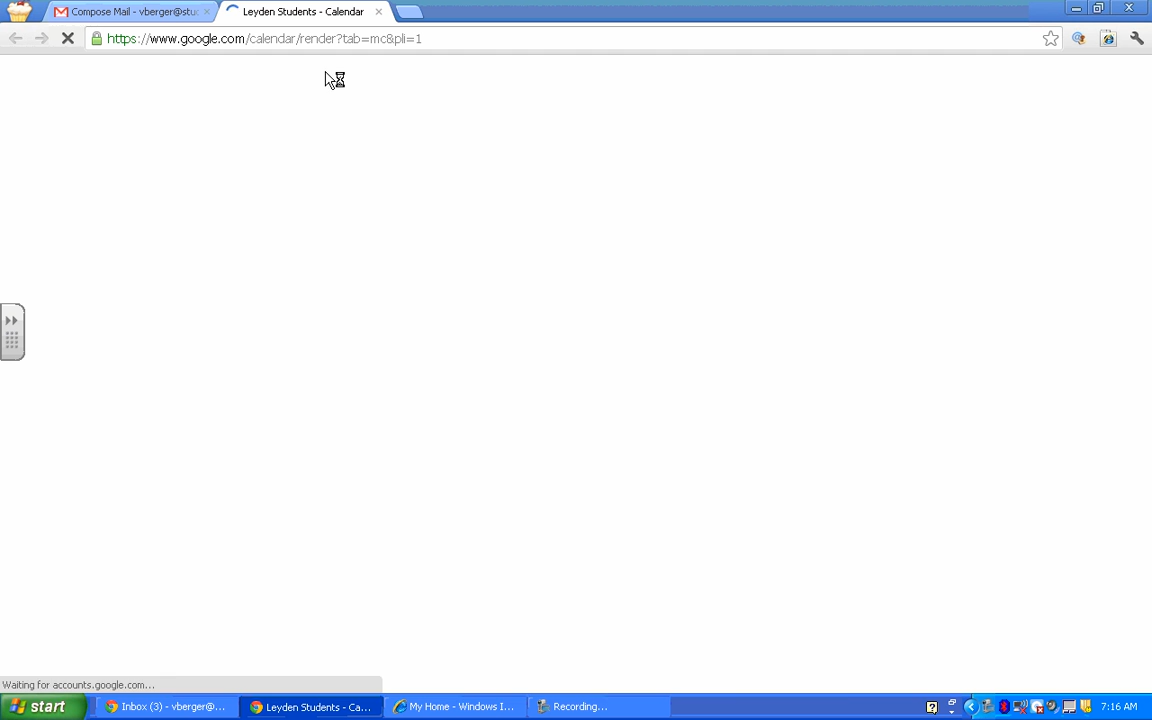 Compose Mail - vberger@stu
Leyden Students - Calendar
https://www.google.com/calendar/render?tab=mc&pli=1
Waiting for accounts.google.com...
start
Inbox (3) - vberger@...
Leyden Students - Ca...
My Home - Windows I...
Recording...
7:16 AM